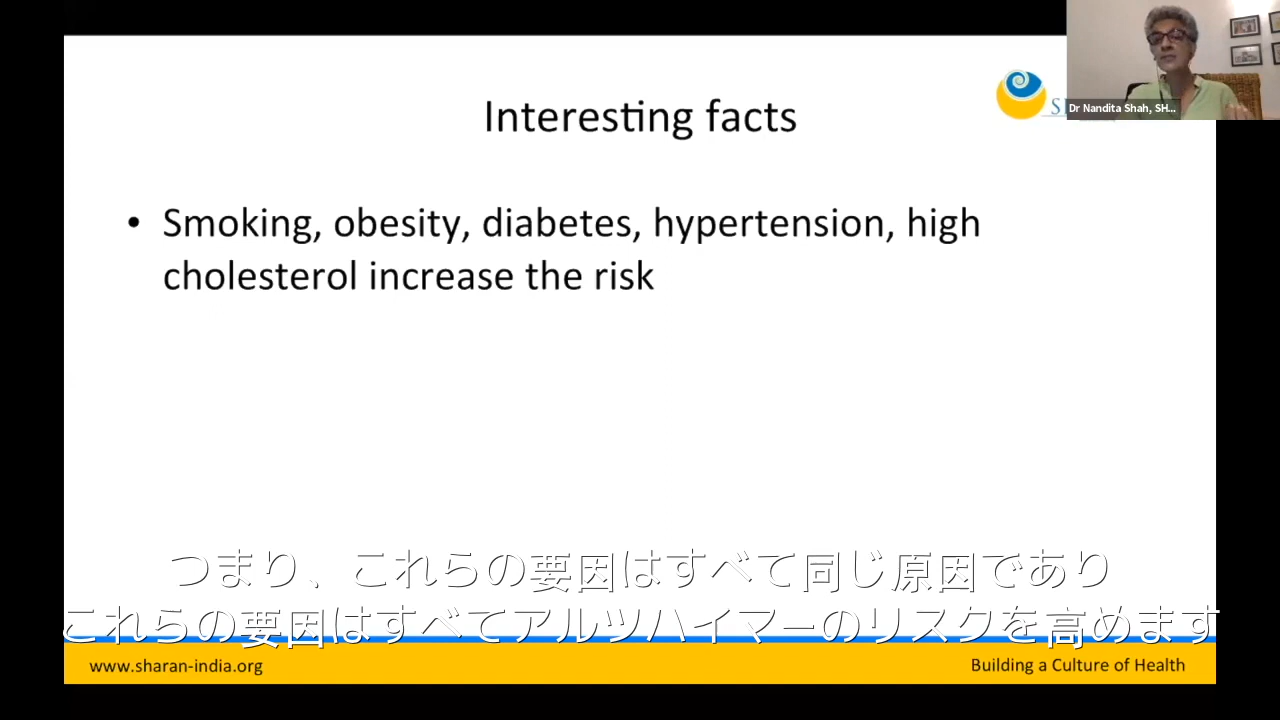 Interesting facts
Dr Nandita Shah, SH...
• Smoking, obesity, diabetes, hypertension, high
cholesterol increase the risk
つまり、これらの要因はすべて同じ原因であり
これらの要因はすべてアルツハイマーのリスクを高めます
www.sharan-india.org
Building a Culture of Health